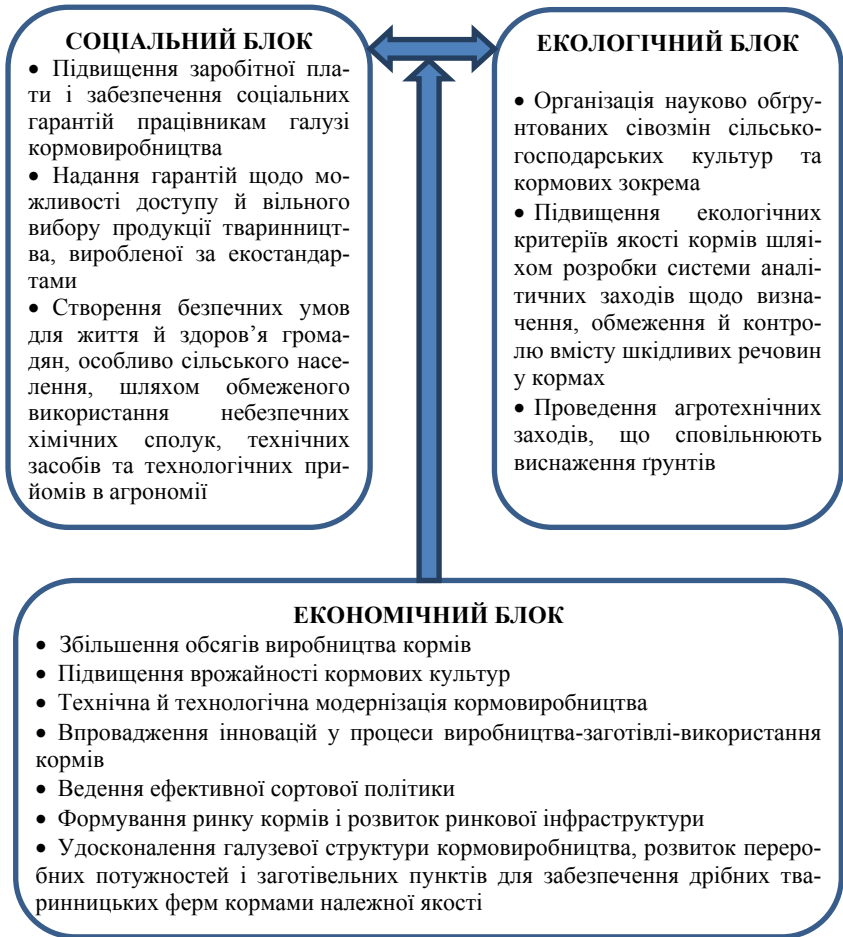 СОЦІАЛЬНИЙ БЛОК
• Підвищення заробітної пла-
ти і забезпечення соціальних
гарантій працівникам галузі
кормовиробництва
• Надання гарантій щодо мо-
жливості доступу й вільного
вибору продукції тваринницт-
ва, виробленої за екостандар-
тами
• Створення безпечних умов
для життя й здоров’я грома-
дян, особливо сільського насе-
лення, шляхом обмеженого
використання небезпечних
хімічних сполук, технічних
засобів та технологічних при-
йомів в агрономії
ЕКОЛОГІЧНИЙ БЛОК
• Організація науково обґру-
нтованих сівозмін сільсько-
господарських культур та
кормових зокрема
• Підвищення екологічних
критеріїв якості кормів шляі-
хом розробки системи аналі-
тичних заходів щодо визна-
чення, обмеження й контро-
лю вмісту шкідливих речовин
у кормах
• Проведення агротехнічних
заходів, що сповільнюють
виснаження ґрунтів
ЕКОНОМІЧНИЙ БЛОК
• Збільшення обсягів виробництва кормів
• Підвищення врожайності кормових культур
• Технічна й технологічна модернізація кормовиробництва
• Впровадження інновацій у процеси виробництва-заготівлі-використання
кормів
• Ведення ефективної сортової політики
• Формування ринку кормів і розвиток ринкової інфраструктури
• Удосконалення галузевої структури кормовиробництва, розвиток переро-
бних потужностей і заготівельних пунктів для забезпечення дрібних тва-
ринницьких ферм кормами належної якості